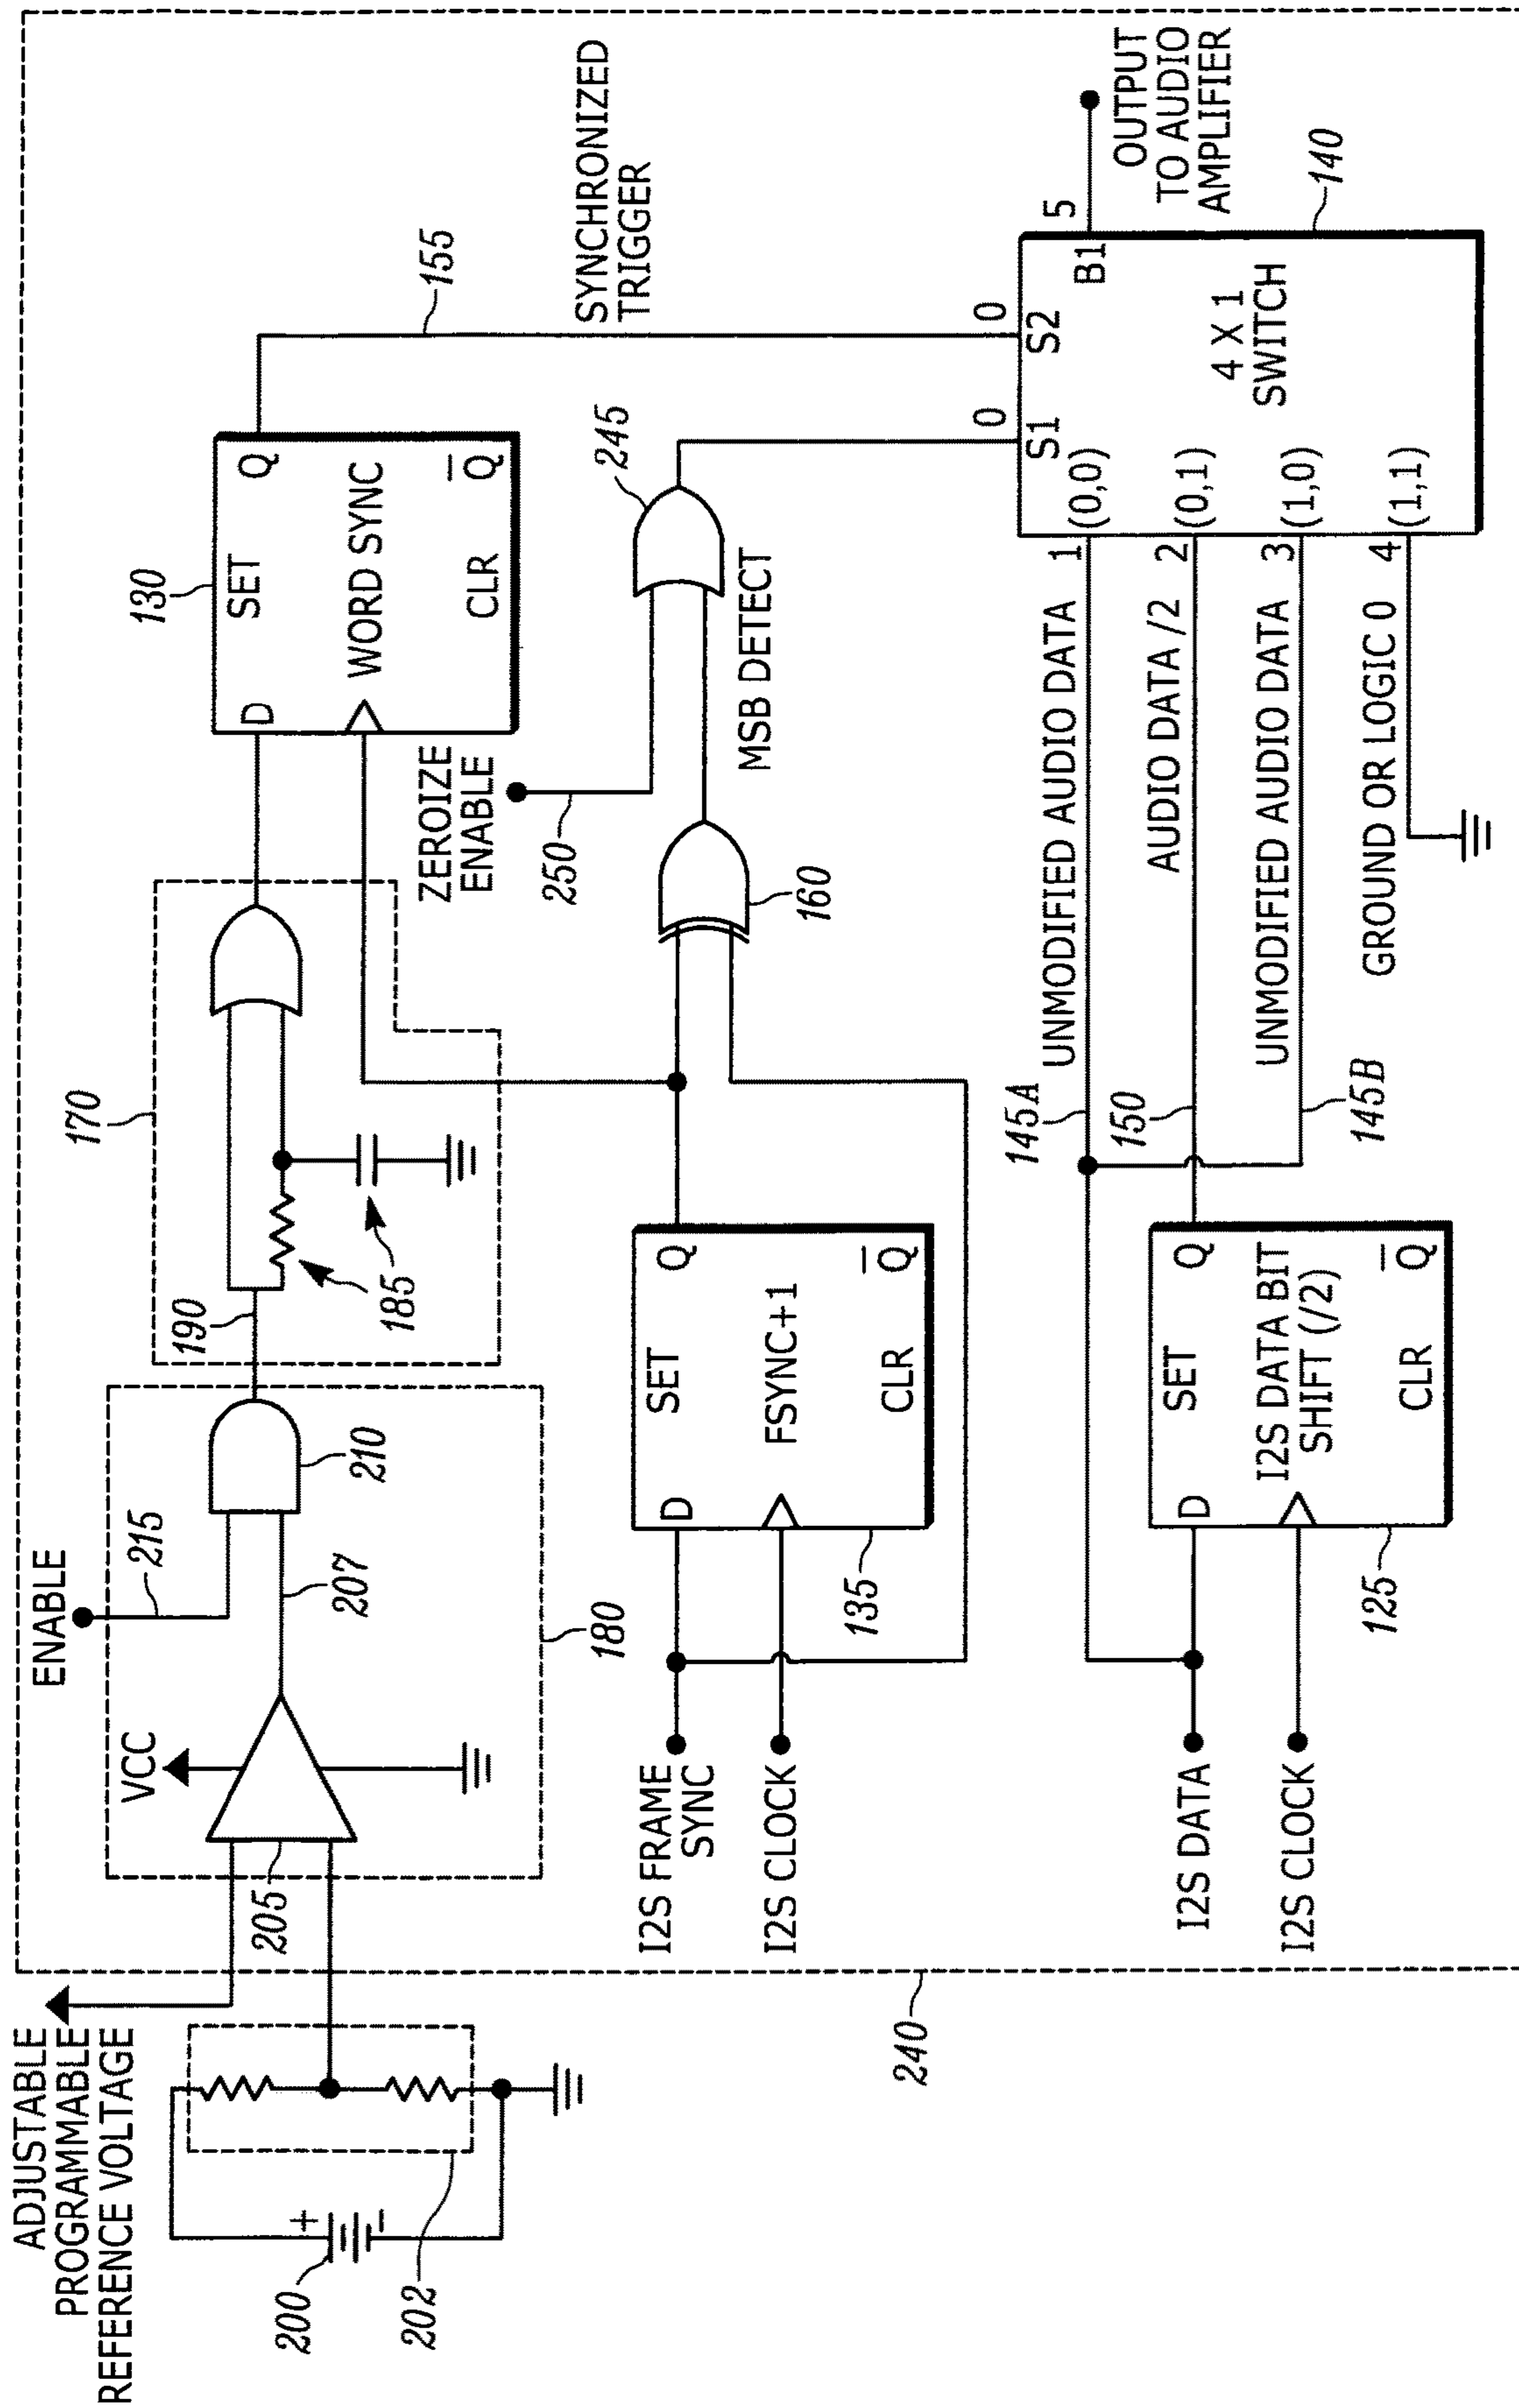 ADJUSTABLE
PROGRAMMABLE
REFERENCE VOLTAGE
200
+
−
202
240
ENABLE
215
VCC
205
207
210
180
190
170
185
130
D
SET
Q
WORD SYNC
CLR
Q
155
SYNCHRONIZED
TRIGGER
ZEROIZE
ENABLE
250
245
MSB DETECT
160
I2S FRAME
SYNC
I2S CLOCK
D
SET
Q
FSYNC+1
CLR
Q
135
I2S DATA
I2S CLOCK
D
SET
Q
I2S DATA BIT
SHIFT (/2)
CLR
Q
125
145A
150
145B
UNMODIFIED AUDIO DATA
AUDIO DATA /2
UNMODIFIED AUDIO DATA
GROUND OR LOGIC 0
1
2
3
4
(0,0)
(0,1)
(1,0)
(1,1)
0
0
S1
S2
B1
5
4 X 1
SWITCH
140
OUTPUT
TO AUDIO
AMPLIFIER